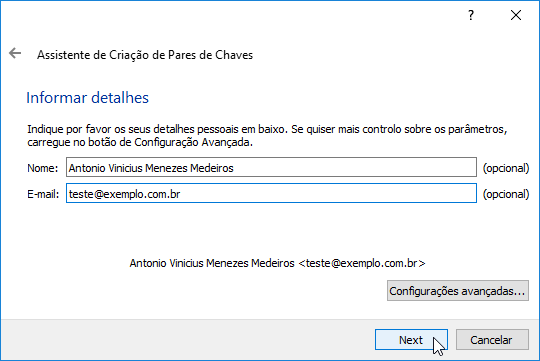 ?
Assistente de Criação de Pares de Chaves
Informar detalhes
Indique por favor os seus detalhes pessoais em baixo. Se quiser mais controlo sobre os parâmetros,
carregue no botão de Configuração Avançada.
Nome: Antonio Vinicius Menezes Medeiros (opcional)
E-mail: teste@exemplo.com.br (opcional)
Antonio Vinicius Menezes Medeiros <teste@exemplo.com.br>
Configurações avançadas...
Next Cancelar